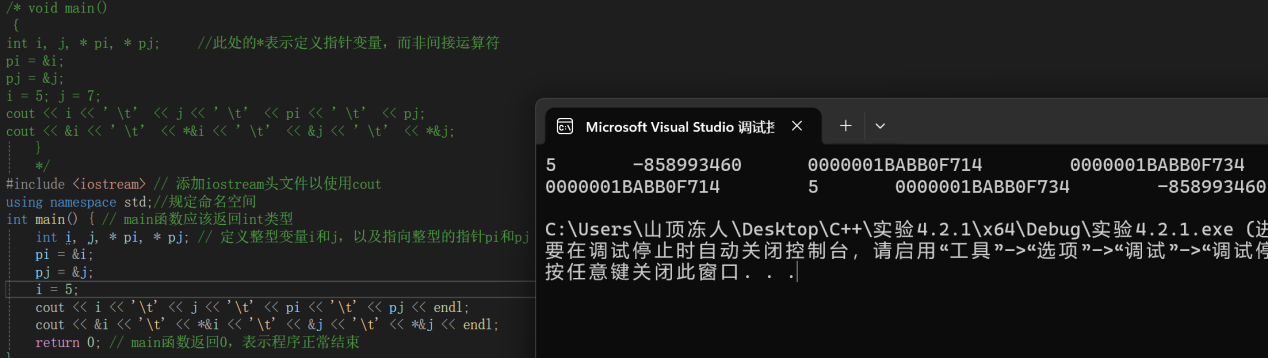 /* void main()
{
int i, j, * pi, * pj;     //此处的*表示定义指针变量，而非间接运算符
pi = &i;
pj = &j;
i = 5; j = 7;
cout << i << ’\t’ << j << ’\t’ << pi << ’\t’ << pj;
cout << &i << ’\t’ << *&i << ’\t’ << &j << ’\t’ << *&j;
}
*/
#include <iostream> // 添加iostream头文件以使用cout
using namespace std;//规定命名空间
int main() { // main函数应该返回int类型
int i, j, * pi, * pj; // 定义整型变量i和j，以及指向整型的指针pi和pj
pi = &i;
pj = &j;
i = 5;
cout << i << '\t' << j << '\t' << pi << '\t' << pj << endl;
cout << &i << '\t' << *&i << '\t' << &j << '\t' << *&j << endl;
return 0; // main函数返回0，表示程序正常结束
Microsoft Visual Studio 调试控
5       -858993460      0000001BABB0F714        0000001BABB0F734
0000001BABB0F714        5       0000001BABB0F734        -858993460
C:\Users\山顶冻人\Desktop\C++\实验4.2.1\x64\Debug\实验4.2.1.exe (进
要在调试停止时自动关闭控制台，请启用“工具”->“选项”->“调试”->“调试停
按任意键关闭此窗口. . .